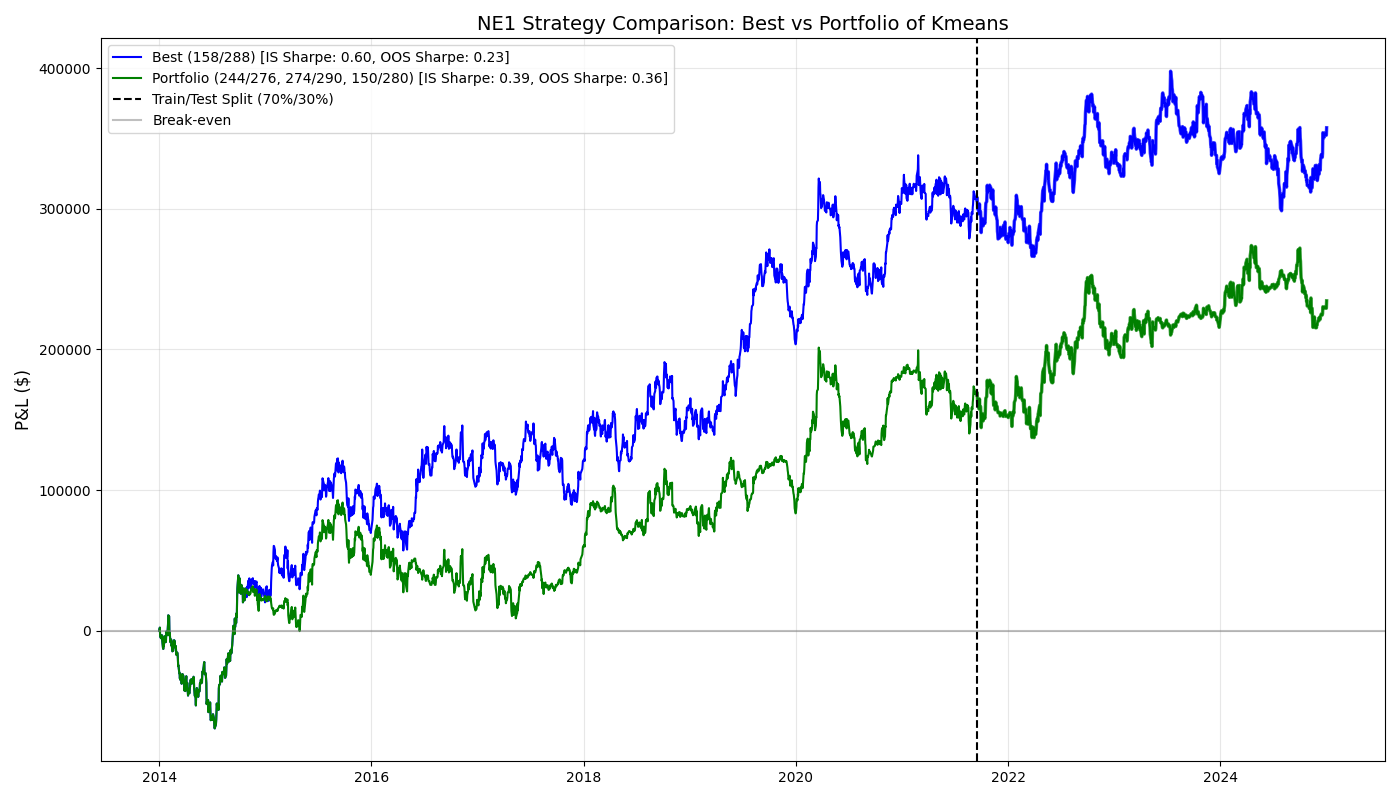 NE1 Strategy Comparison: Best vs Portfolio of Kmeans
Best (158/288) [IS Sharpe: 0.60, OOS Sharpe: 0.23]
Portfolio (244/276, 274/290, 150/280) [IS Sharpe: 0.39, OOS Sharpe: 0.36]
Train/Test Split (70%/30%)
Break-even
P&L ($)
400000
300000
200000
100000
0
2014 2016 2018 2020 2022 2024